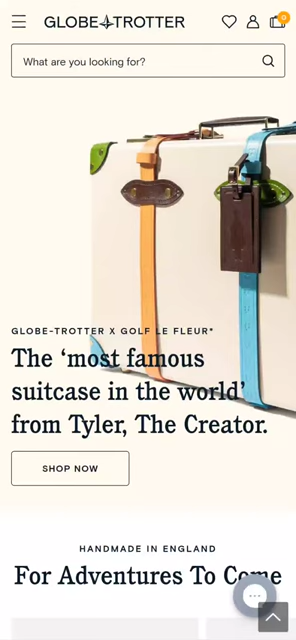 GLOBE-TROTTER
0
What are you looking for?
GLOBE-TROTTER X GOLF LE FLEUR*
The ‘most famous
suitcase in the world’
from Tyler, The Creator.
SHOP NOW
HANDMADE IN ENGLAND
For Adventures To Come